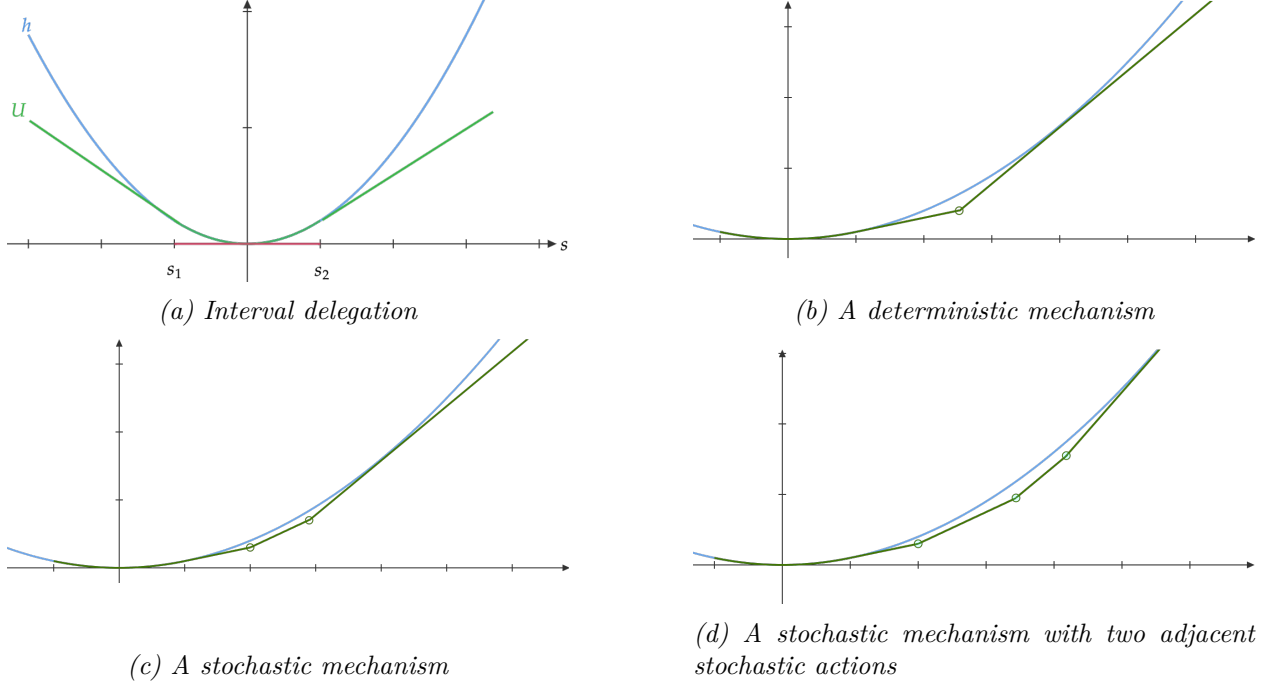 h
U
s
s₁
s₂
(a) Interval delegation
(b) A deterministic mechanism
(c) A stochastic mechanism
(d) A stochastic mechanism with two adjacent
stochastic actions